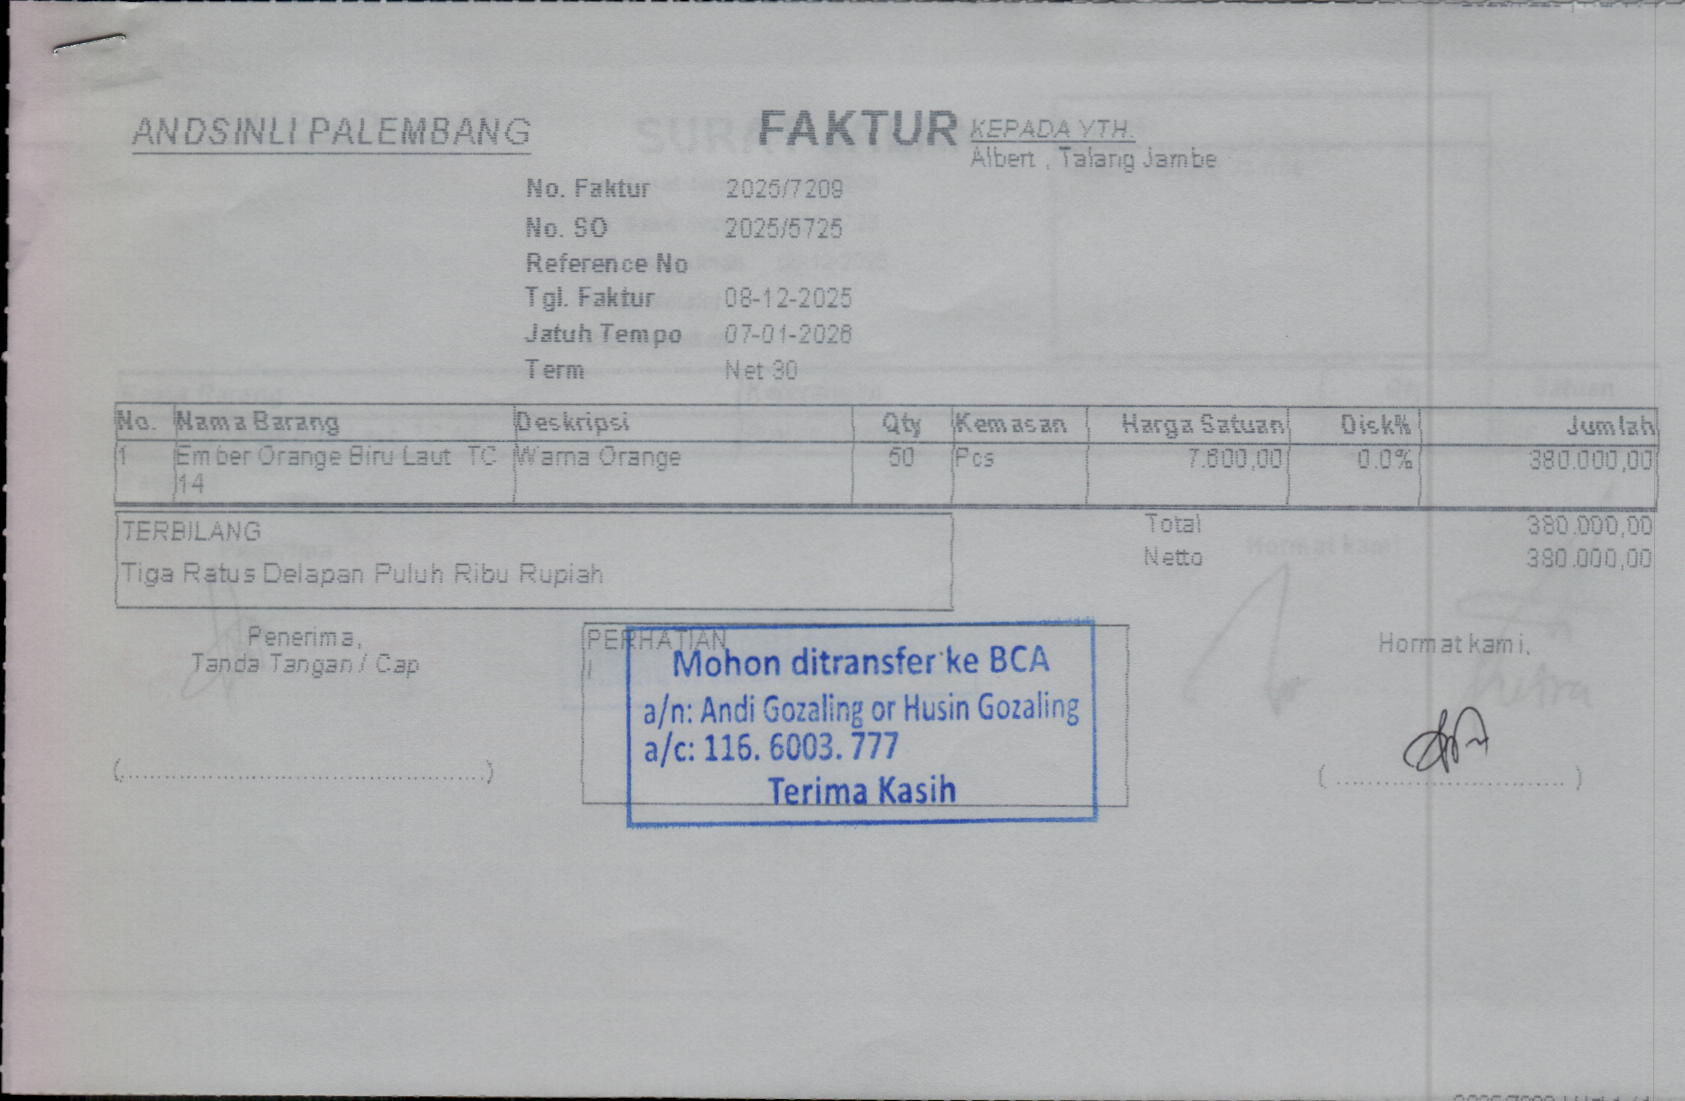 ANDSINLI PALEMBANG
FAKTUR
KEPADA YTH.
Albert , Talang Jambe
No. Faktur 2025/7209
No. SO 2025/5725
Reference No
Tgl. Faktur 08-12-2025
Jatuh Tempo 07-01-2026
Term Net 30
No. Nama Barang Deskripsi Qty Kemasan Harga Satuan Disk% Jumlah
1 Ember Orange Biru Laut TC 14 Warna Orange 50 Pcs 7.600,00 0.0% 380.000,00
TERBILANG
Tiga Ratus Delapan Puluh Ribu Rupiah
Total 380.000,00
Netto 380.000,00
Penerima,
Tanda Tangan / Cap
PERHATIAN
Mohon ditransfer ke BCA
a/n: Andi Gozaling or Husin Gozaling
a/c: 116. 6003. 777
Terima Kasih
Hormat kami,